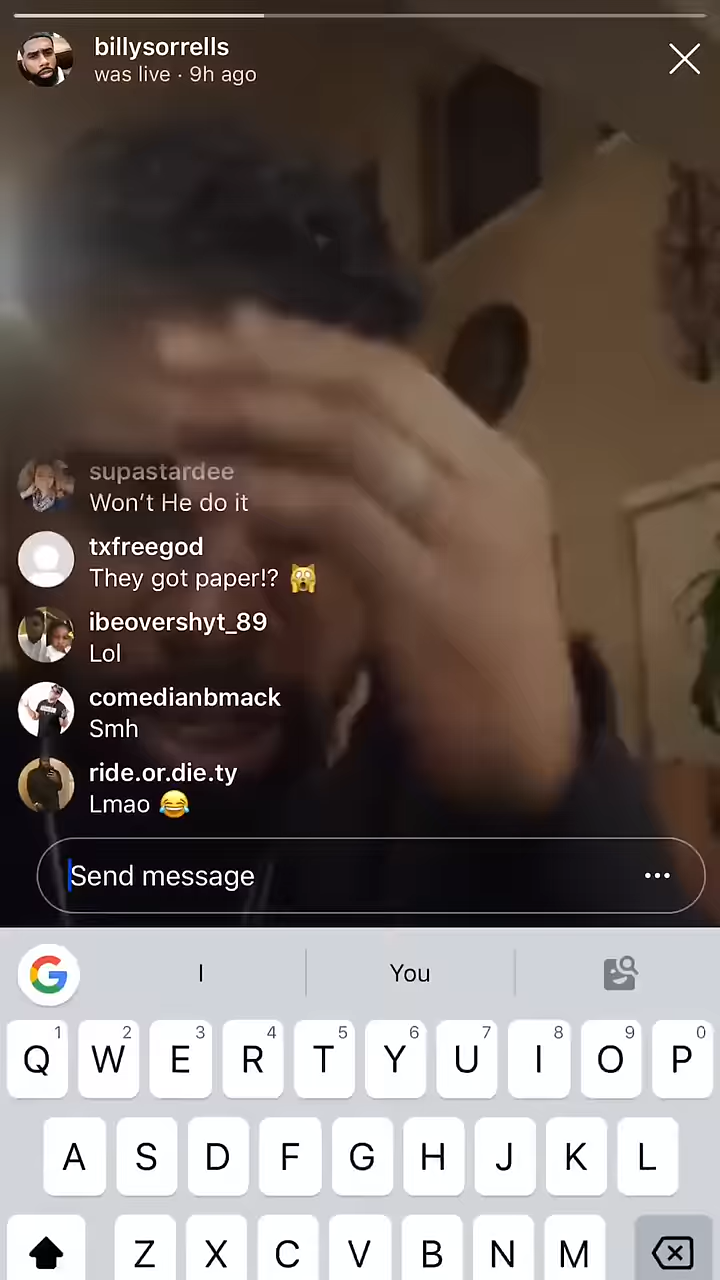 billysorrells
was live · 9h ago
supastardee
Won't He do it
txfreegod
They got paper!? 🙀
ibeovershyt_89
Lol
comedianbmack
Smh
ride.or.die.ty
Lmao 😂
Send message
I You
Q 1 W 2 E 3 R 4 T 5 Y 6 U 7 I 8 O 9 P 0
A S D F G H J K L
Z X C V B N M